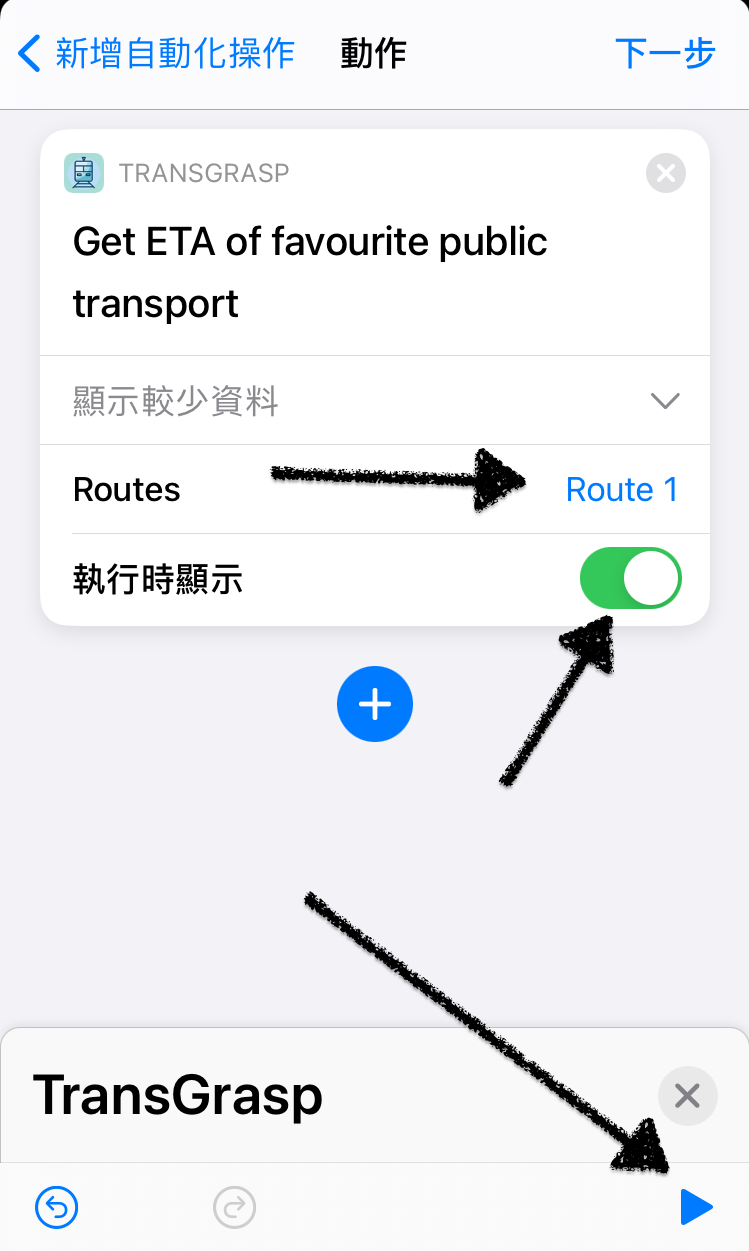 新增自動化操作 動作 下一步
TRANSGRASP
Get ETA of favourite public
transport
顯示較少資料
Routes Route 1
執行時顯示
TransGrasp